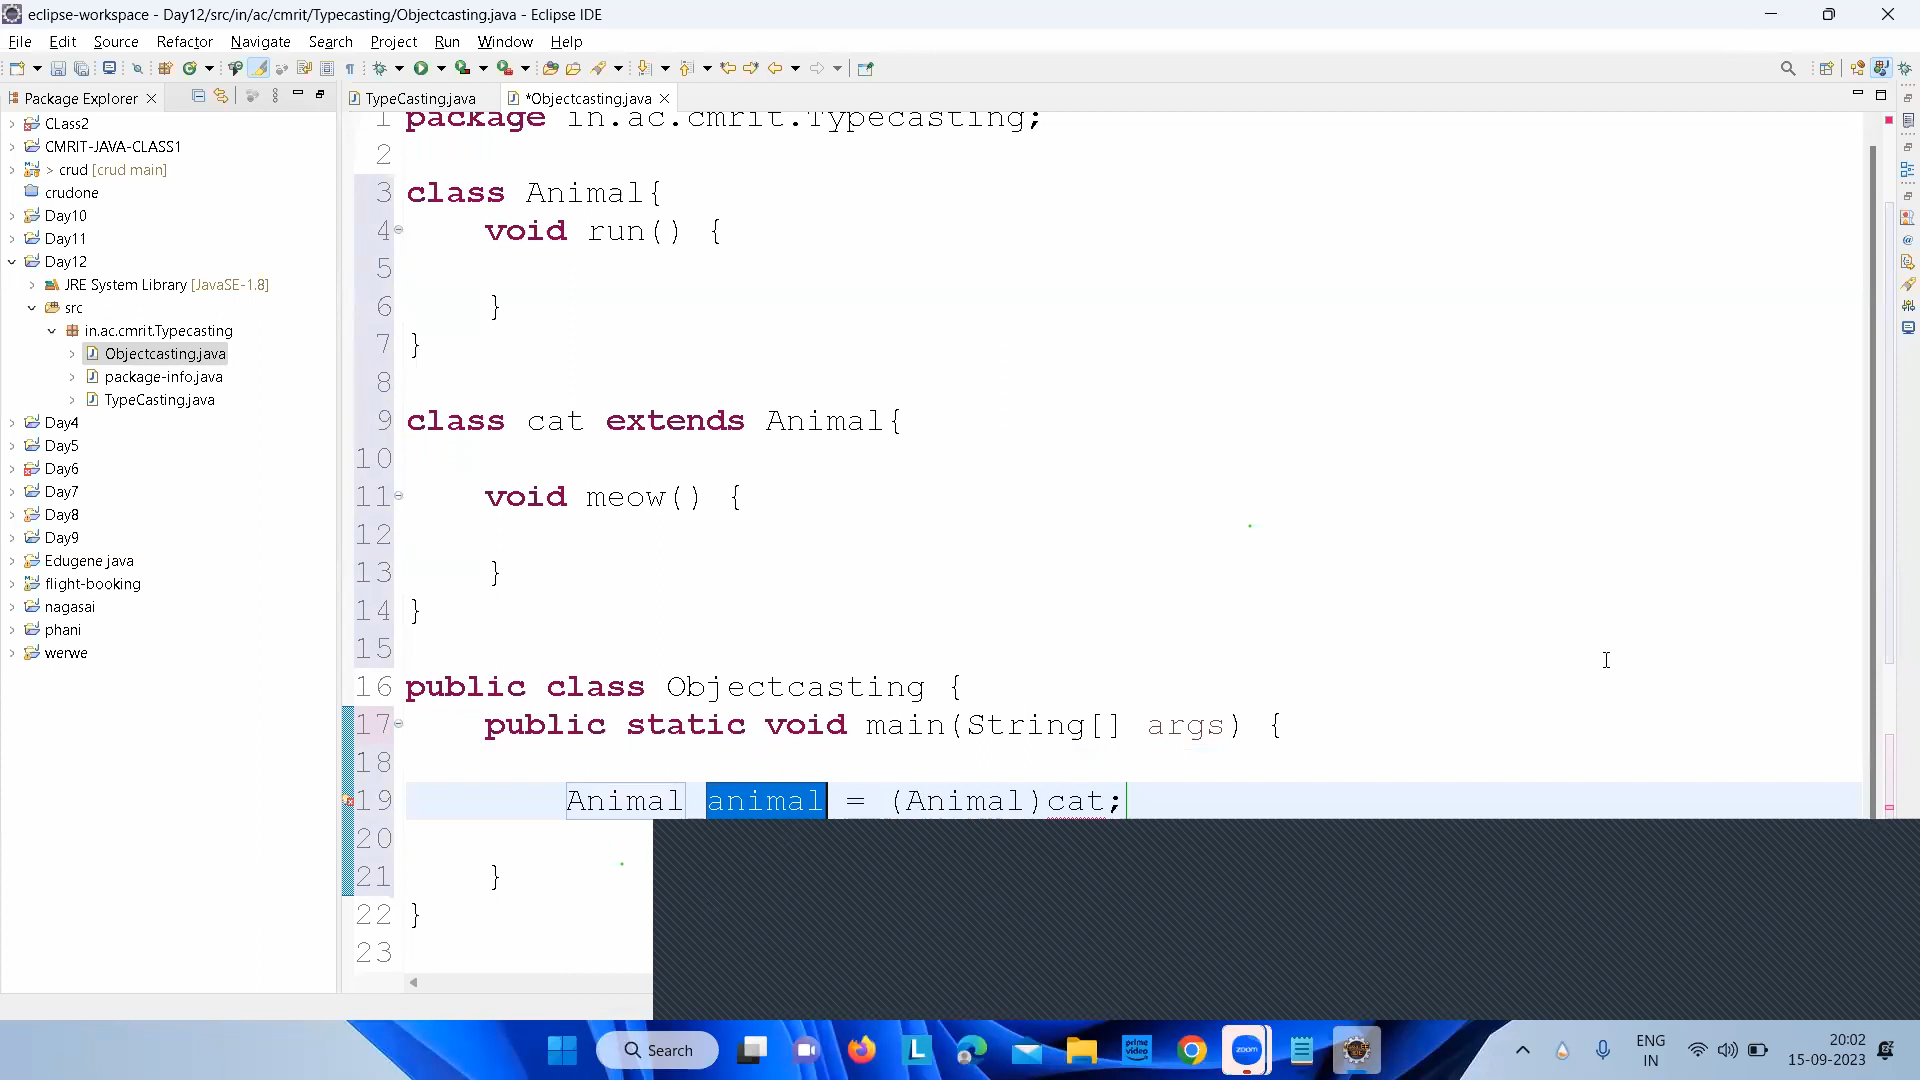 eclipse-workspace - Day12/src/in/ac/cmrit/Typecasting/Objectcasting.java - Eclipse IDE
File Edit Source Refactor Navigate Search Project Run Window Help
Package Explorer
TypeCasting.java
*Objectcasting.java
CLass2
CMRIT-JAVA-CLASS1
> crud [crud main]
crudone
Day10
Day11
Day12
JRE System Library [JavaSE-1.8]
src
in.ac.cmrit.Typecasting
Objectcasting.java
package-info.java
TypeCasting.java
Day4
Day5
Day6
Day7
Day8
Day9
Edugene java
flight-booking
nagasai
phani
werwe
1 package in.ac.cmrit.Typecasting;
2
3 class Animal{
4 void run() {
5
6 }
7 }
8
9 class cat extends Animal{
10
11 void meow() {
12
13 }
14 }
15
16 public class Objectcasting {
17 public static void main(String[] args) {
18
19 Animal animal = (Animal)cat;
20
21 }
22 }
23
Search
prime video
zoom
ENG
IN
20:02
15-09-2023